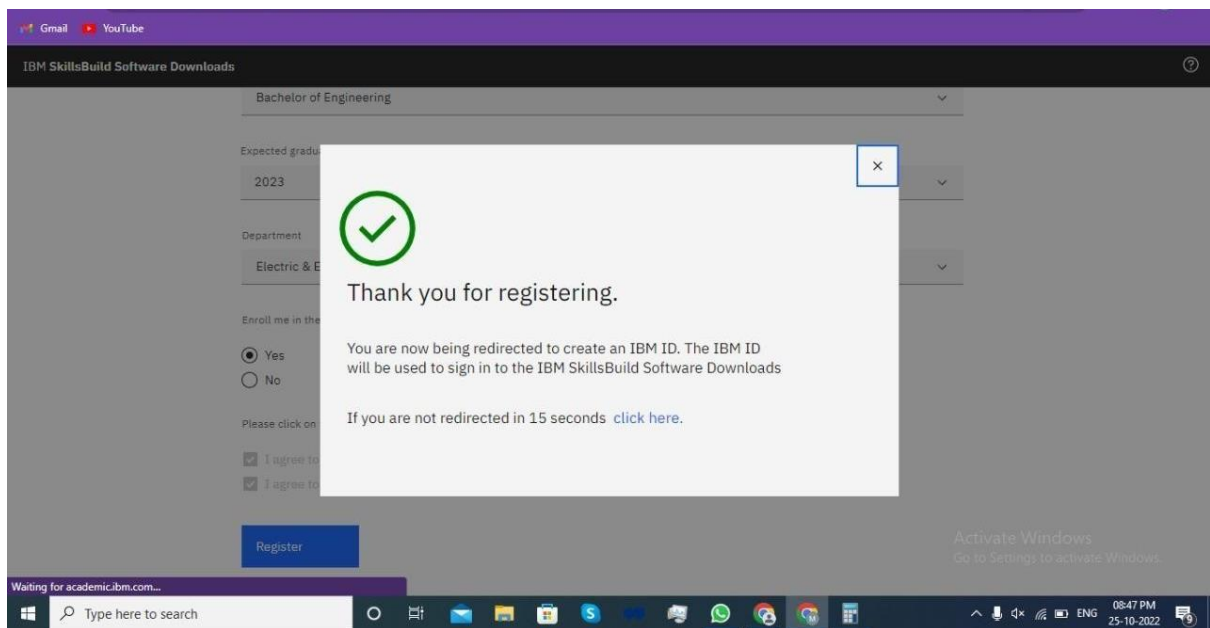 Gmail YouTube
IBM SkillsBuild Software Downloads
Bachelor of Engineering
Expected gradu
2023
Department
Electric & E
Enroll me in the
Yes
No
Please click on
I agree to
I agree to
Register
Thank you for registering.
You are now being redirected to create an IBM ID. The IBM ID
will be used to sign in to the IBM SkillsBuild Software Downloads
If you are not redirected in 15 seconds click here.
Activate Windows
Go to Settings to activate Windows.
Waiting for academic.ibm.com...
Type here to search
ENG
08:47 PM
25-10-2022
9